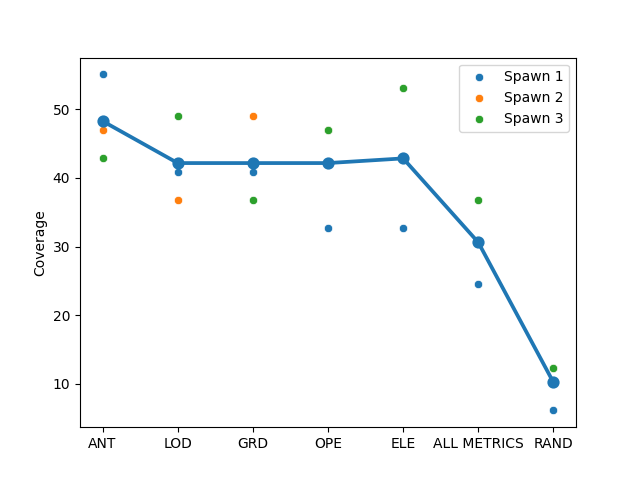 Spawn 1
Spawn 2
Spawn 3
Coverage
50
40
30
20
10
ANT LOD GRD OPE ELE ALL METRICS RAND